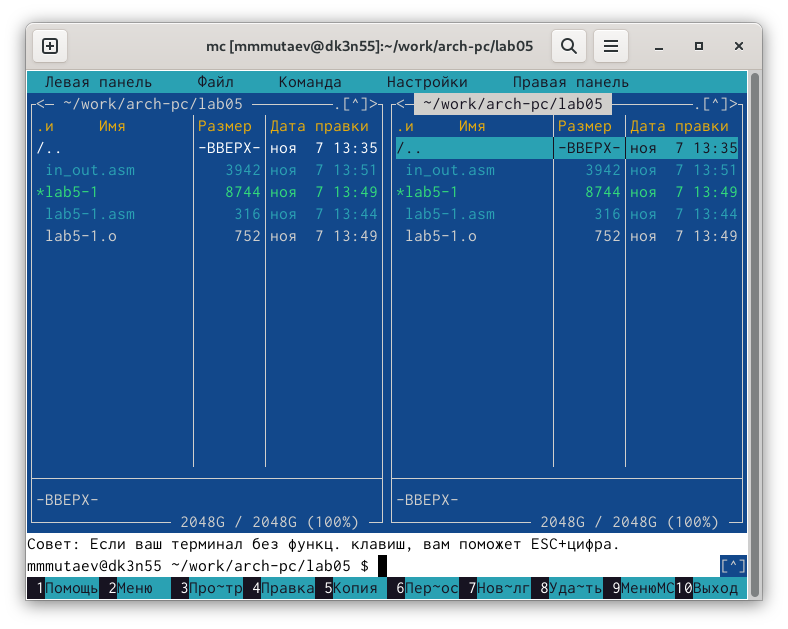 mc [mmmutaev@dk3n55]:~/work/arch-pc/lab05
Левая панель Файл Команда Настройки Правая панель
<─ ~/work/arch-pc/lab05 ─.[^]>
.и Имя Размер Дата правки
/.. -ВВЕРХ- ноя 7 13:35
in_out.asm 3942 ноя 7 13:51
*lab5-1 8744 ноя 7 13:49
lab5-1.asm 316 ноя 7 13:44
lab5-1.o 752 ноя 7 13:49
-ВВЕРХ-
2048G / 2048G (100%)
<─ ~/work/arch-pc/lab05 ─.[^]>
.и Имя Размер Дата правки
/.. -ВВЕРХ- ноя 7 13:35
in_out.asm 3942 ноя 7 13:51
*lab5-1 8744 ноя 7 13:49
lab5-1.asm 316 ноя 7 13:44
lab5-1.o 752 ноя 7 13:49
-ВВЕРХ-
2048G / 2048G (100%)
Совет: Если ваш терминал без функц. клавиш, вам поможет ESC+цифра.
mmmutaev@dk3n55 ~/work/arch-pc/lab05 $ [^]
1Помощь 2Меню 3Про~тр 4Правка 5Копия 6Пер~ос 7Нов~лг 8Уда~ть 9МенюMC 10Выход